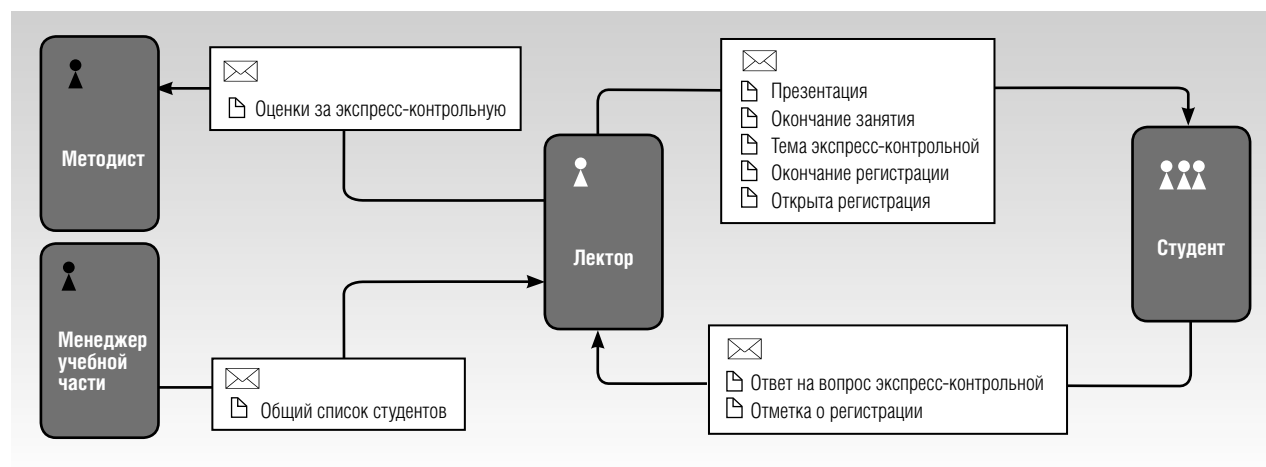 Методист
Оценки за экспресс-контрольную
Менеджер
учебной
части
Общий список студентов
Лектор
Презентация
Окончание занятия
Тема экспресс-контрольной
Окончание регистрации
Открыта регистрация
Студент
Ответ на вопрос экспресс-контрольной
Отметка о регистрации